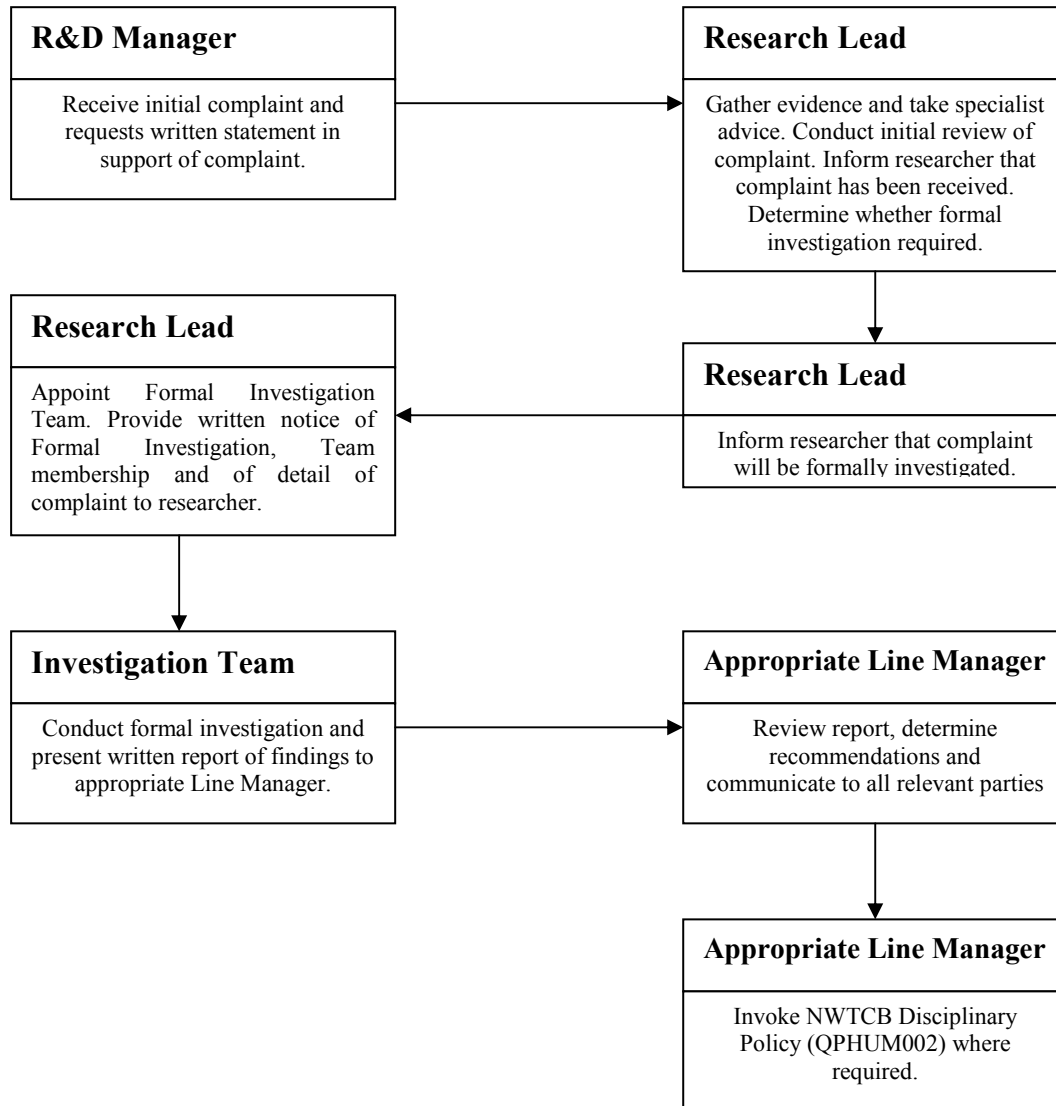 R&D Manager
Receive initial complaint and
requests written statement in
support of complaint.
Research Lead
Gather evidence and take specialist
advice. Conduct initial review of
complaint. Inform researcher that
complaint has been received.
Determine whether formal
investigation required.
Research Lead
Inform researcher that complaint
will be formally investigated.
Research Lead
Appoint Formal Investigation
Team. Provide written notice of
Formal Investigation, Team
membership and of detail of
complaint to researcher.
Investigation Team
Conduct formal investigation and
present written report of findings to
appropriate Line Manager.
Appropriate Line Manager
Review report, determine
recommendations and
communicate to all relevant parties
Appropriate Line Manager
Invoke NWTCB Disciplinary
Policy (QPHUM002) where
required.